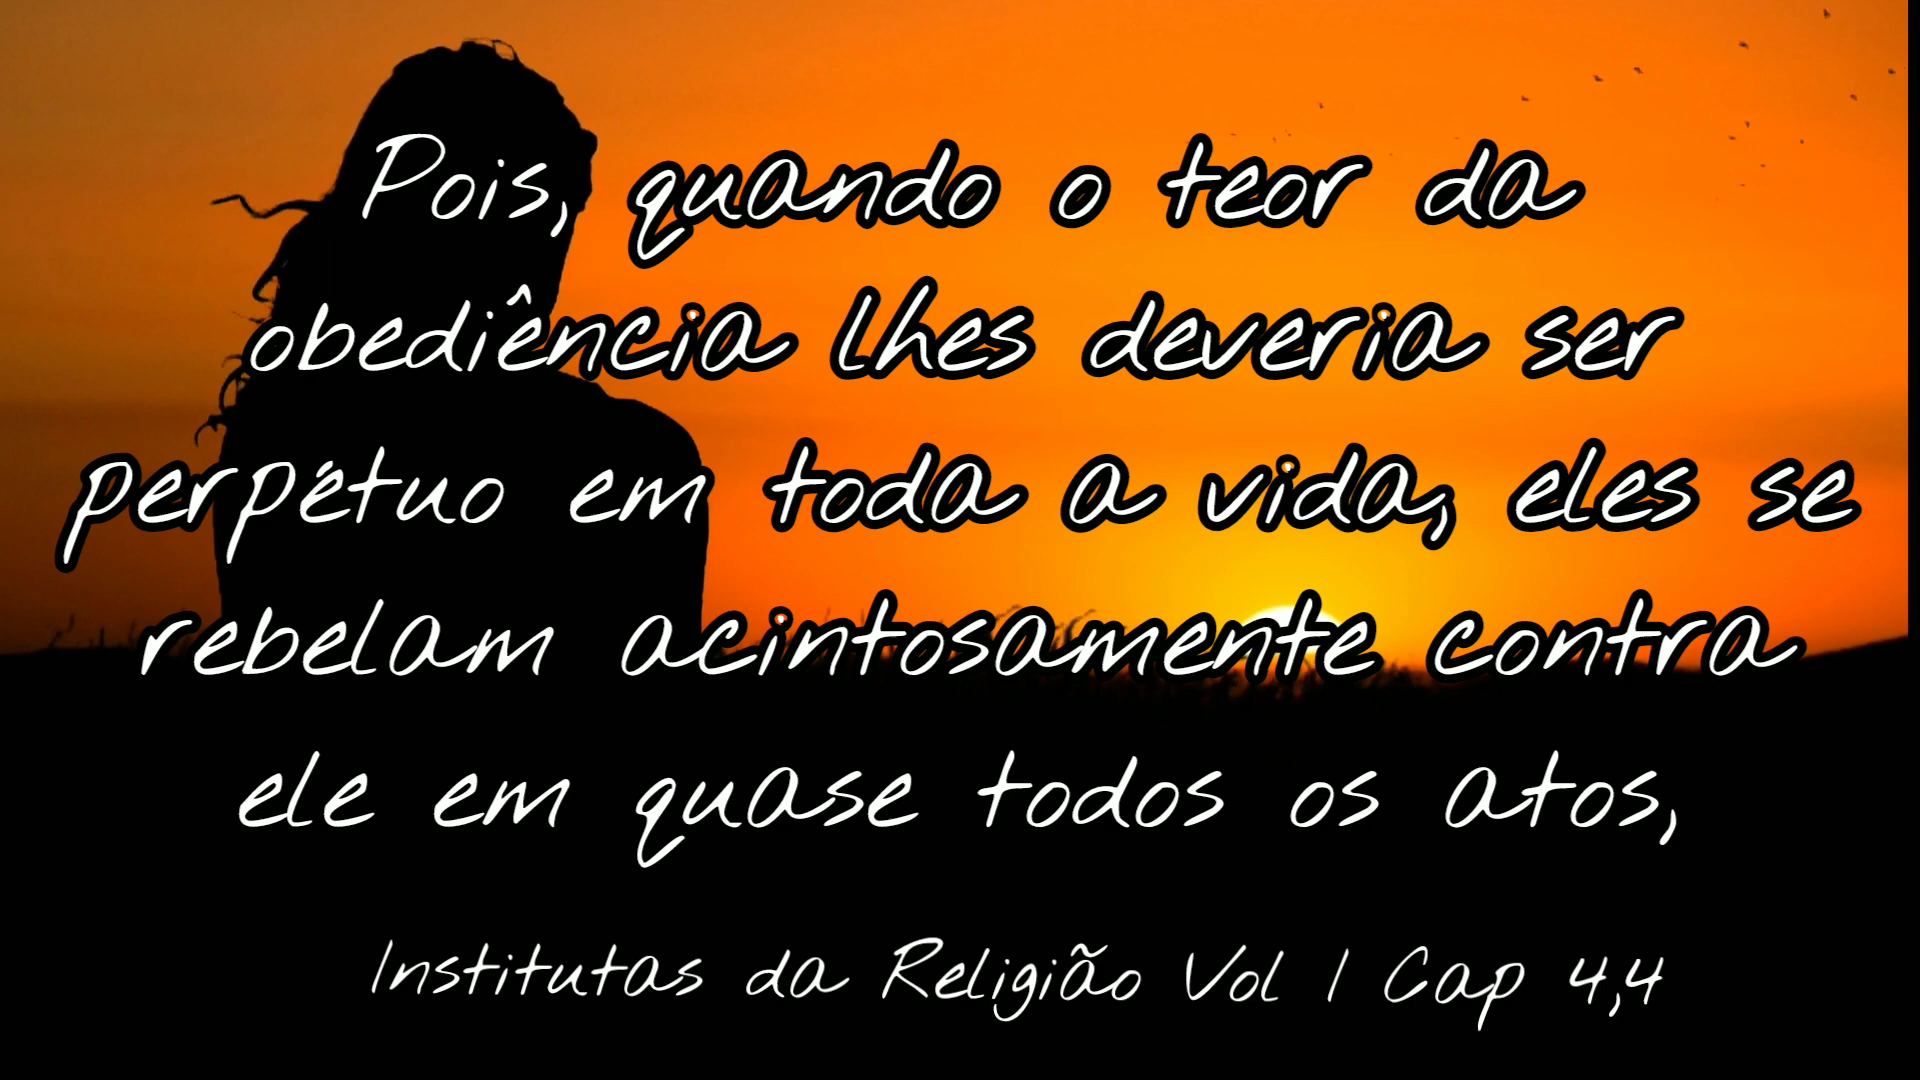 Pois, quando o teor da
obediência lhes deveria ser
perpétuo em toda a vida, eles se
rebelam acintosamente contra
ele em quase todos os atos,
Institutas da Religião Vol 1 Cap 4,4